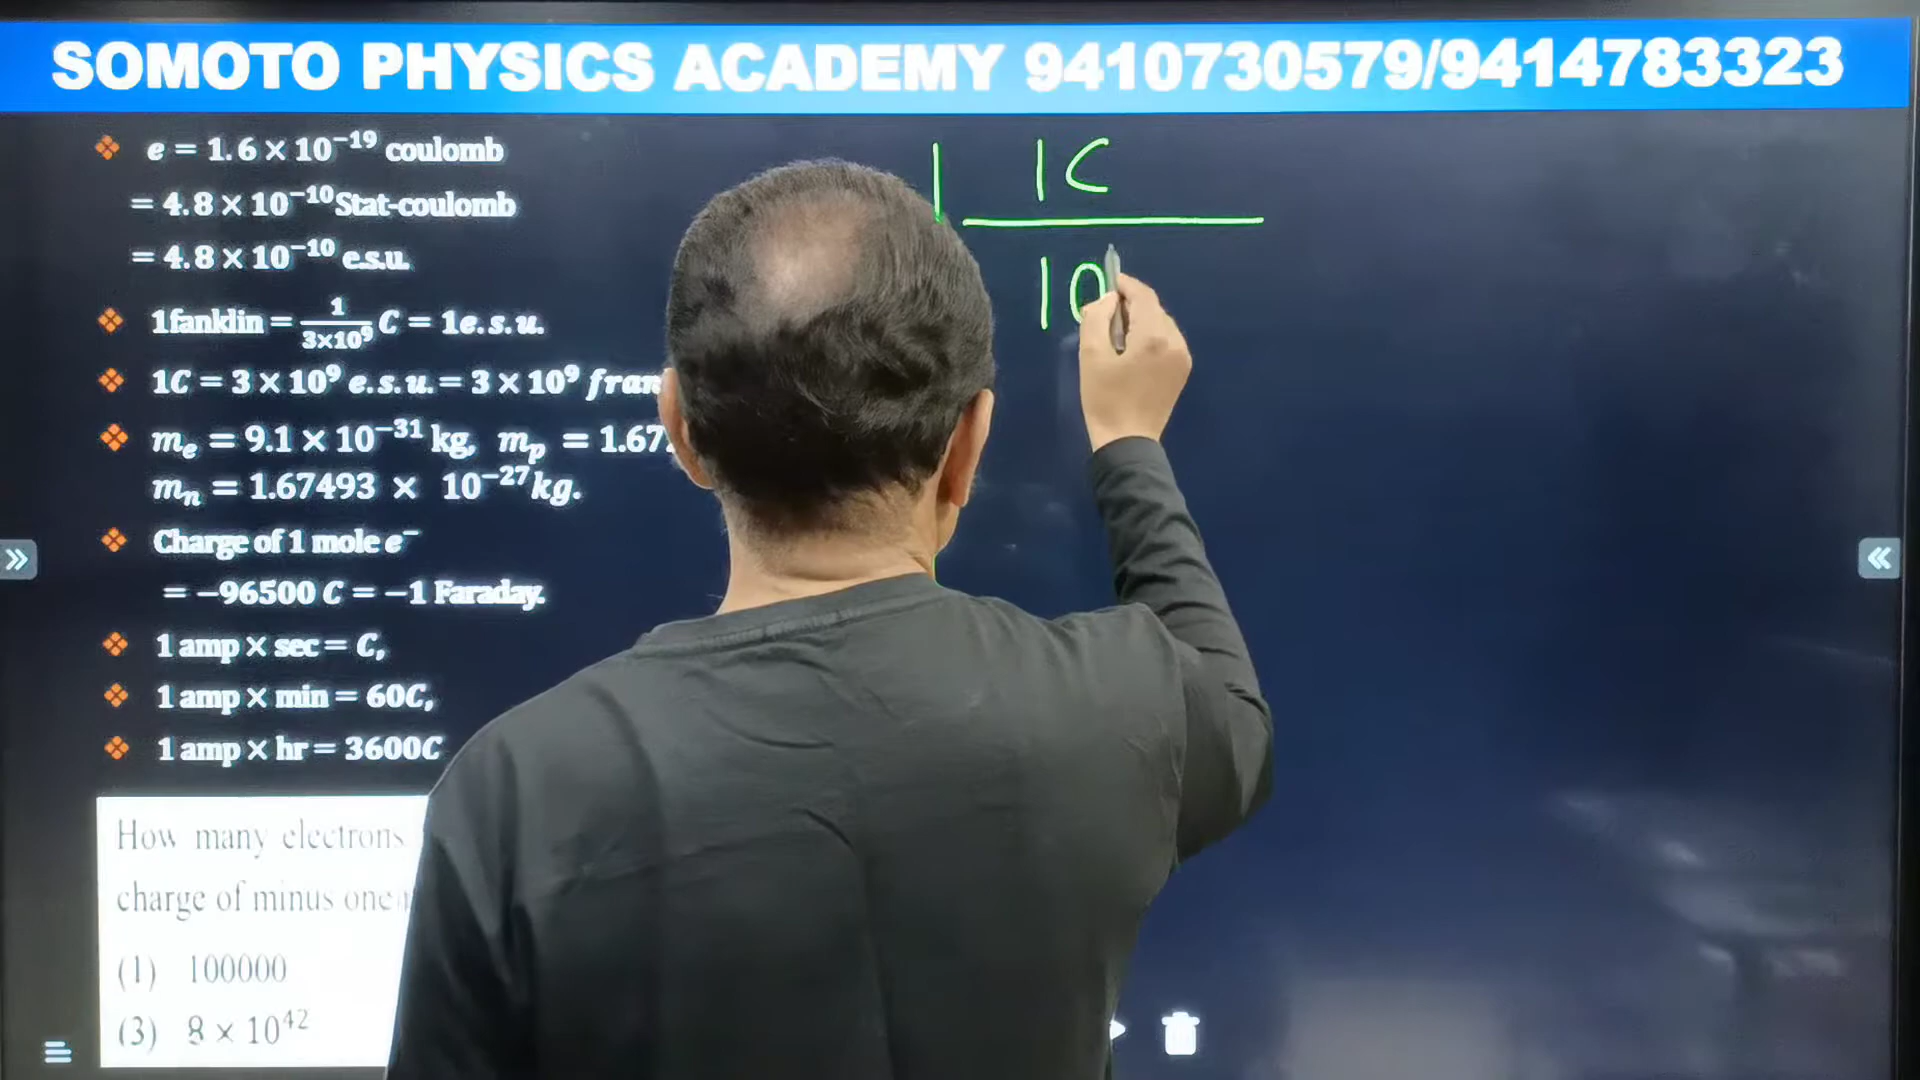 SOMOTO PHYSICS ACADEMY 9410730579/9414783323
❖ e = 1.6 × 10⁻¹⁹ coulomb
= 4.8 × 10⁻¹⁰ Stat-coulomb
= 4.8 × 10⁻¹⁰ e.s.u.
❖ 1fanklin = 1/(3×10⁹) C = 1e.s.u.
❖ 1C = 3 × 10⁹ e.s.u. = 3 × 10⁹
❖ mₑ = 9.1 × 10⁻³¹ kg, mₚ = 1.67
mₙ = 1.67493 × 10⁻²⁷ kg.
❖ Charge of 1 mole e⁻
= −96500 C = −1 Faraday.
❖ 1 amp × sec = C,
❖ 1 amp × min = 60C,
❖ 1 amp × hr = 3600C
How many electrons
charge of minus one
(1) 100000
(3) 8 × 10⁴²
1C
10